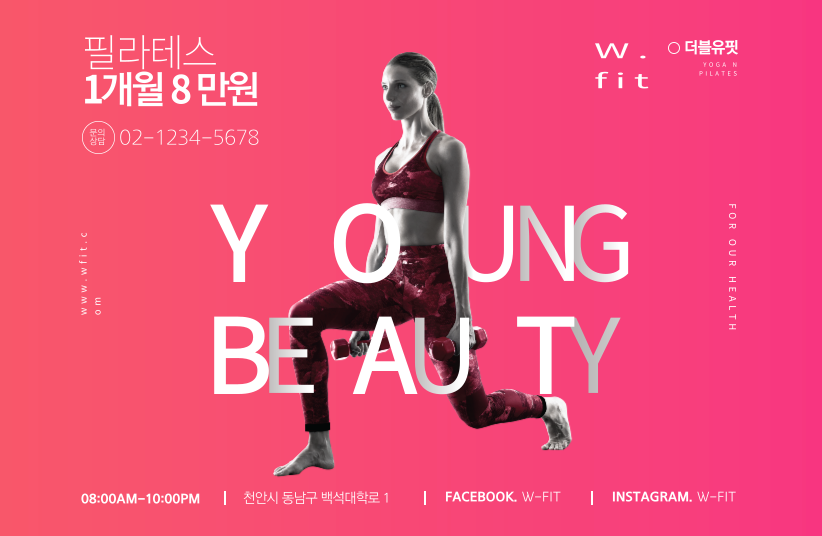 필라테스
1개월 8 만원
문의
상담
02-1234-5678
w.
fit
더블유핏
YOGA N
PILATES
YOUNG
BEAUTY
www.wfit.c
om
FOR OUR HEALTH
08:00AM-10:00PM
천안시 동남구 백석대학로 1
FACEBOOK. W-FIT
INSTAGRAM. W-FIT